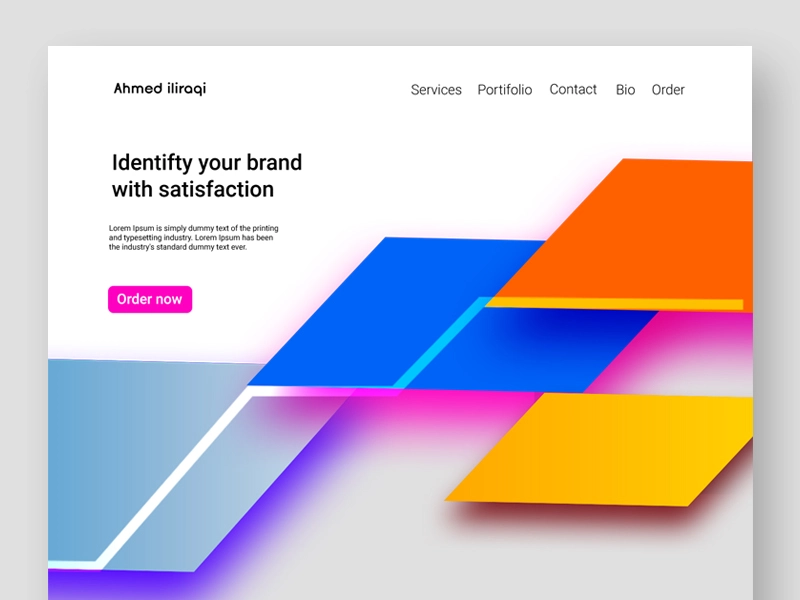 Ahmed iliraqi
Services Portifolio Contact Bio Order
Identifty your brand
with satisfaction
Lorem Ipsum is simply dummy text of the printing
and typesetting industry. Lorem Ipsum has been
the industry's standard dummy text ever.
Order now